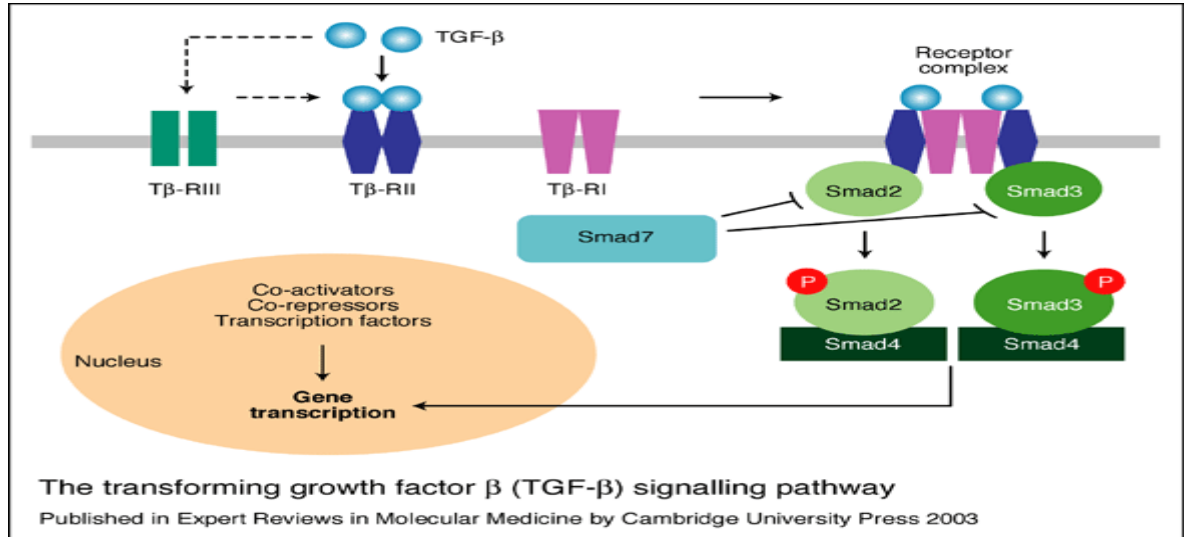 TGF-β
Receptor
complex
Tβ-RIII
Tβ-RII
Tβ-RI
Smad2
Smad3
Smad7
P
Smad2
Smad3
P
Smad4
Smad4
Co-activators
Co-repressors
Transcription factors
Nucleus
Gene
transcription
The transforming growth factor β (TGF-β) signalling pathway
Published in Expert Reviews in Molecular Medicine by Cambridge University Press 2003